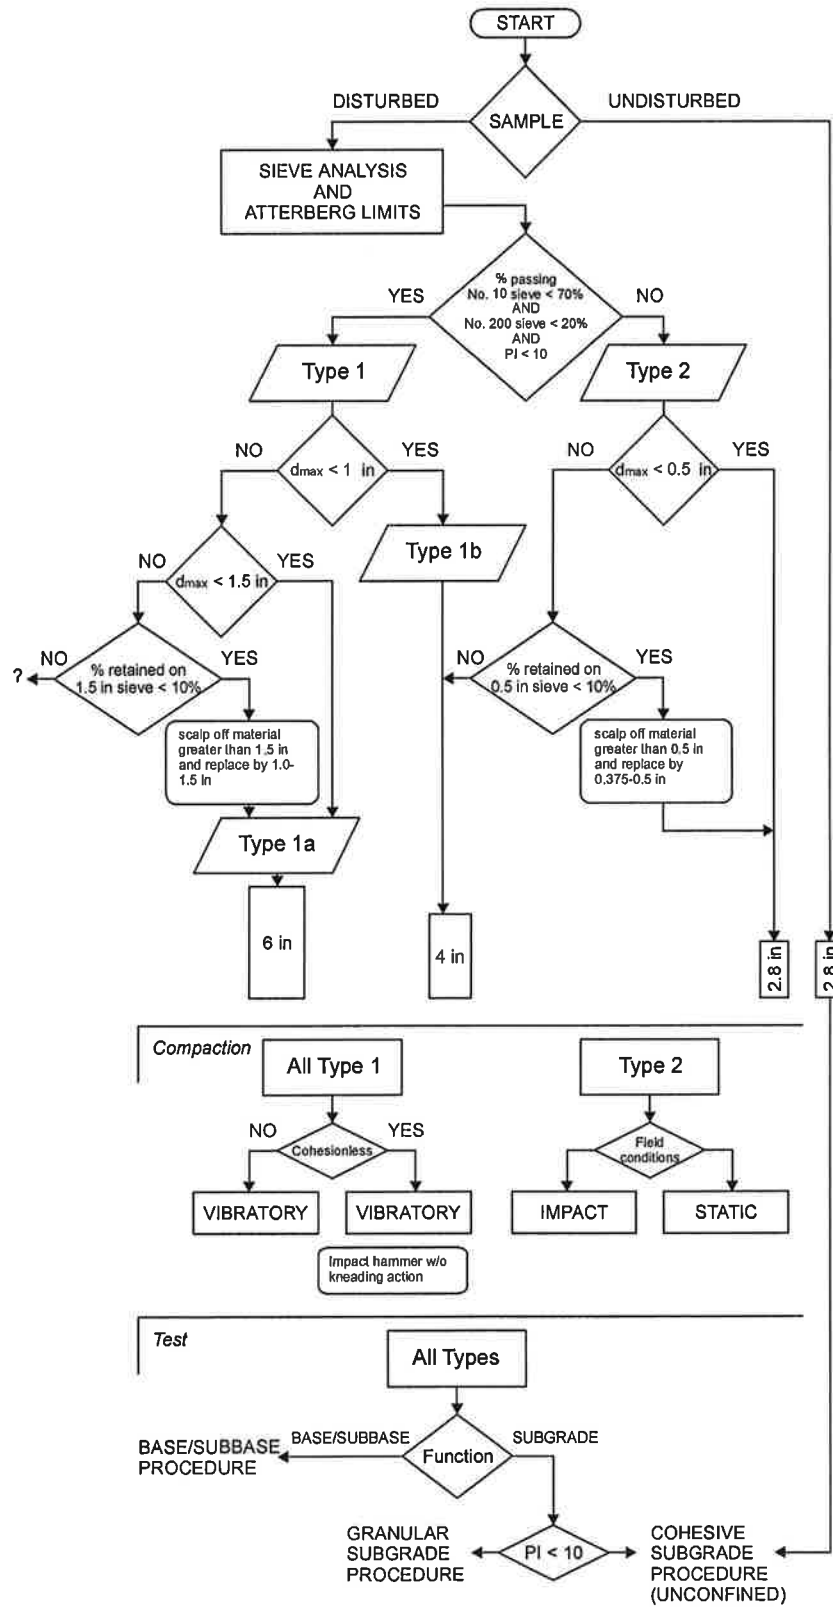 START
DISTURBED
UNDISTURBED
SAMPLE
SIEVE ANALYSIS
AND
ATTERBERG LIMITS
% passing
No. 10 sieve < 70%
AND
No. 200 sieve < 20%
AND
PI < 10
YES
NO
Type 1
Type 2
NO
YES
dmax < 1 in
NO
YES
dmax < 0.5 in
Type 1b
NO
YES
dmax < 1.5 in
?
NO
YES
% retained on
1.5 in sieve < 10%
NO
YES
% retained on
0.5 in sieve < 10%
scalp off material
greater than 1.5 in
and replace by 1.0-
1.5 in
scalp off material
greater than 0.5 in
and replace by
0.375-0.5 in
Type 1a
6 in
4 in
2.8 in
2.8 in
Compaction
All Type 1
Type 2
NO
YES
Cohesionless
Field
conditions
VIBRATORY
VIBRATORY
IMPACT
STATIC
Impact hammer w/o
kneading action
Test
All Types
BASE/SUBBASE
PROCEDURE
BASE/SUBBASE
Function
SUBGRADE
GRANULAR
SUBGRADE
PROCEDURE
PI < 10
COHESIVE
SUBGRADE
PROCEDURE
(UNCONFINED)